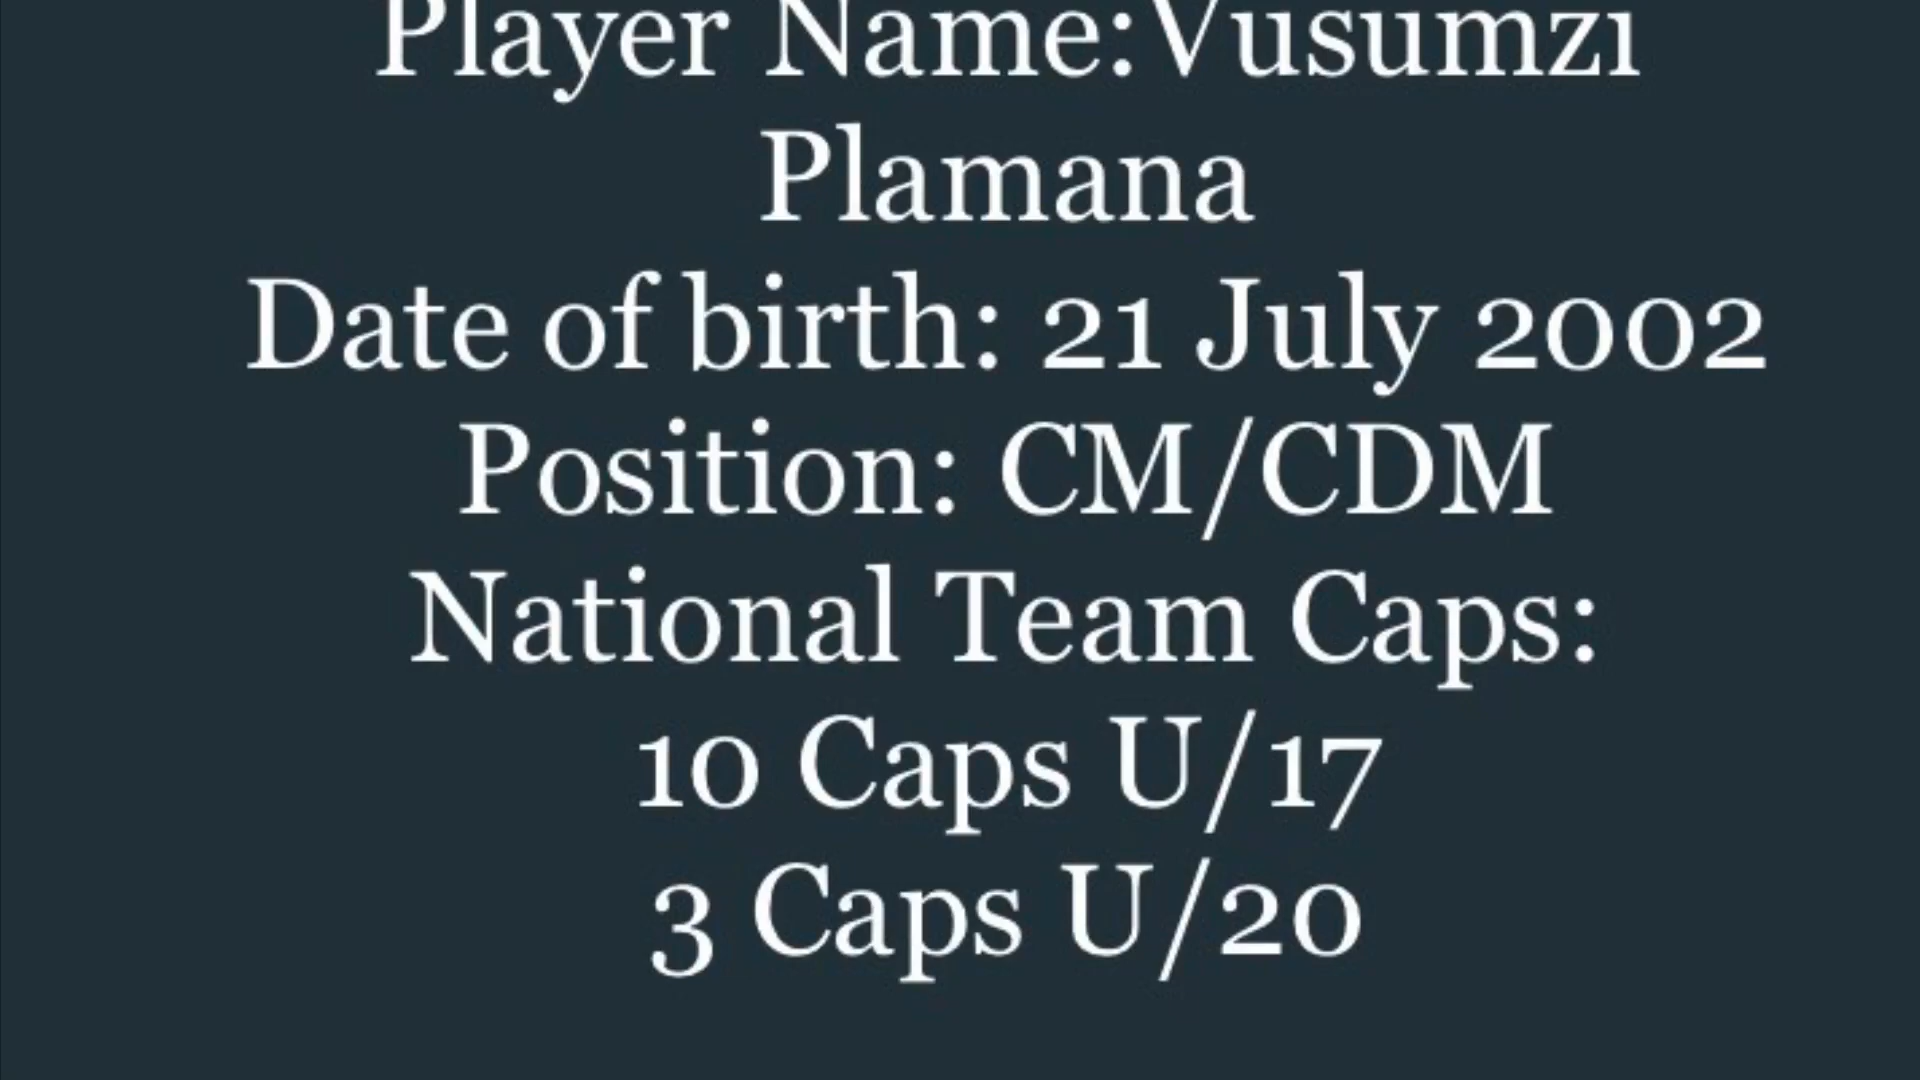 Player Name:Vusumzi
Plamana
Date of birth: 21 July 2002
Position: CM/CDM
National Team Caps:
10 Caps U/17
3 Caps U/20